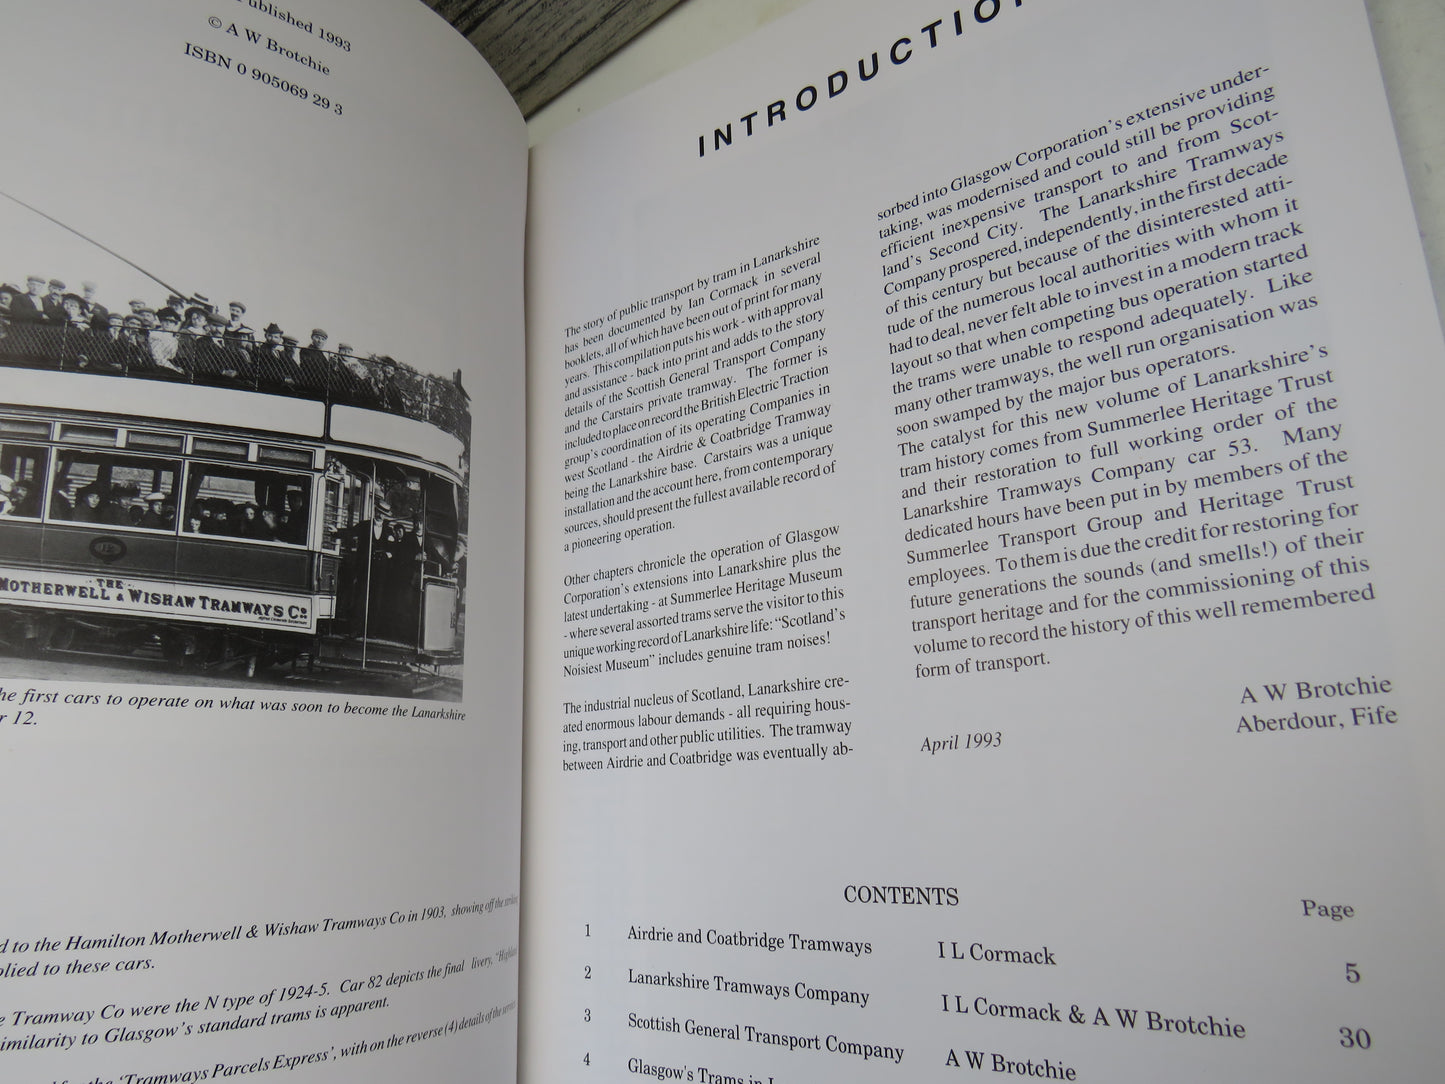 Published 1993
© A W Brotchie
ISBN 0 905069 29 3
12
MOTHERWELL & WISHAW TRAMWAYS Co.
THE
he first cars to operate on what was soon to become the Lanarkshire
r 12.
d to the Hamilton Motherwell & Wishaw Tramways Co in 1903, showing off the
plied to these cars.
e Tramway Co were the N type of 1924-5. Car 82 depicts the final livery, "Highland
imilarity to Glasgow's standard trams is apparent.
the 'Tramways Parcels Express', with on the reverse (4) details of the
INTRODUCTION
The story of public transport by tram in Lanarkshire
has been documented by Ian Cormack in several
booklets, all of which have been out of print for many
years. This compilation puts his work - with approval
and assistance - back into print and adds to the story
details of the Scottish General Transport Company
and the Carstairs private tramway. The former is
included to place on record the British Electric Traction
group's coordination of its operating Companies in
west Scotland - the Airdrie & Coatbridge Tramway
being the Lanarkshire base. Carstairs was a unique
installation and the account here, from contemporary
sources, should present the fullest available record of
a pioneering operation.
Other chapters chronicle the operation of Glasgow
Corporation's extensions into Lanarkshire plus the
latest undertaking - at Summerlee Heritage Museum
- where several assorted trams serve the visitor to this
unique working record of Lanarkshire life: "Scotland's
Noisiest Museum" includes genuine tram noises!
The industrial nucleus of Scotland, Lanarkshire cre-
ated enormous labour demands - all requiring hous-
ing, transport and other public utilities. The tramway
between Airdrie and Coatbridge was eventually ab-
sorbed into Glasgow Corporation's extensive under-
taking, was modernised and could still be providing
efficient inexpensive transport to and from Scot-
land's Second City. The Lanarkshire Tramways
Company prospered, independently, in the first decade
of this century but because of the disinterested atti-
tude of the numerous local authorities with whom it
had to deal, never felt able to invest in a modern track
layout so that when competing bus operation started
the trams were unable to respond adequately. Like
many other tramways, the well run organisation was
soon swamped by the major bus operators.
The catalyst for this new volume of Lanarkshire's
tram history comes from Summerlee Heritage Trust
and their restoration to full working order of the
Lanarkshire Tramways Company car 53. Many
dedicated hours have been put in by members of the
Summerlee Transport Group and Heritage Trust
employees. To them is due the credit for restoring for
future generations the sounds (and smells!) of their
transport heritage and for the commissioning of this
volume to record the history of this well remembered
form of transport.
A W Brotchie
Aberdour, Fife
April 1993
CONTENTS
Page
1 Airdrie and Coatbridge Tramways I L Cormack 5
2 Lanarkshire Tramways Company I L Cormack & A W Brotchie 30
3 Scottish General Transport Company A W Brotchie
4 Glasgow's Trams in